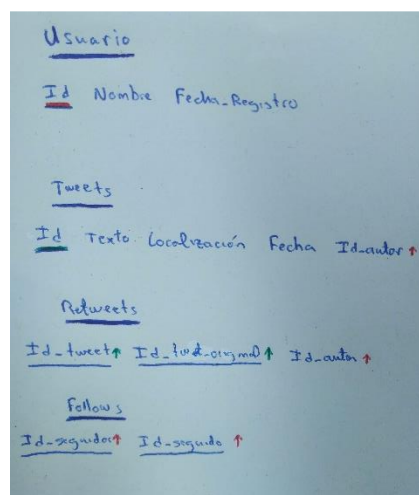 Usuario
Id Nombre Fecha_Registro
Tweets
Id Texto Localización Fecha Id_autor ↑
Retweets
Id_tweet ↑ Id_tweet_original ↑ Id_autor ↑
Follows
Id_seguidor ↑ Id_seguido ↑